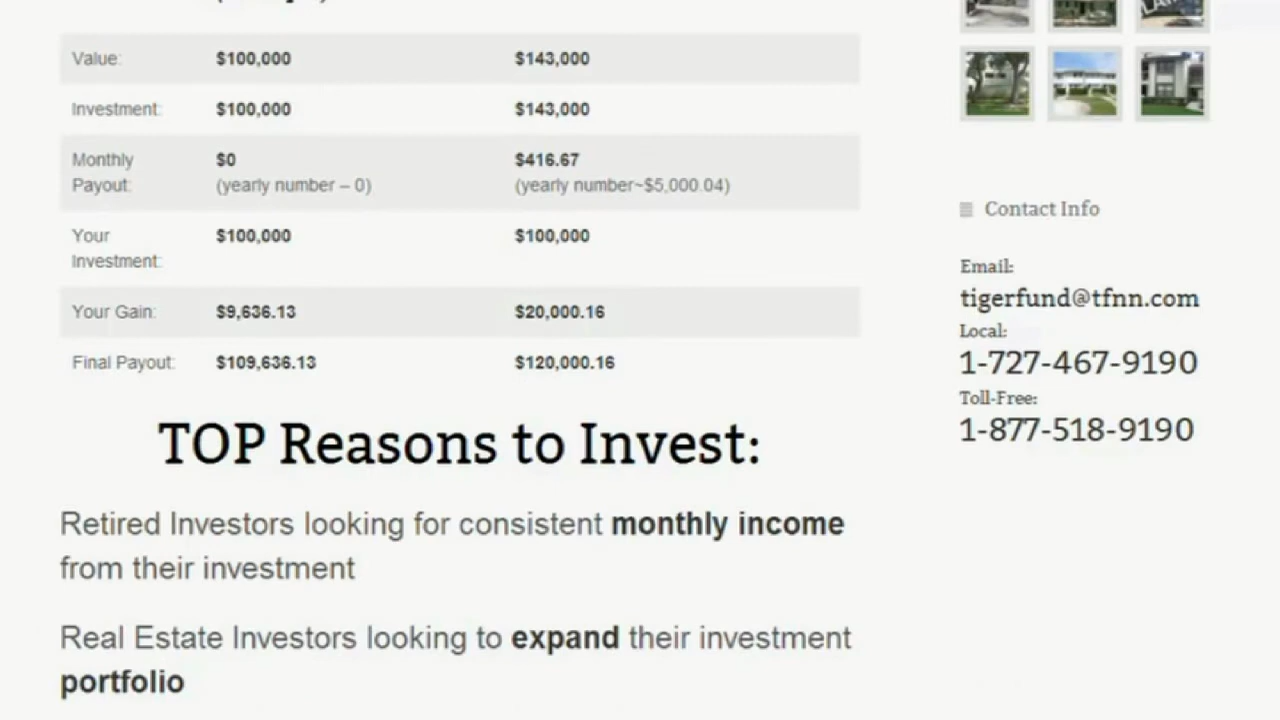 Value: $100,000 $143,000
Investment: $100,000 $143,000
Monthly $0 $416.67
Payout: (yearly number – 0) (yearly number~$5,000.04)
Your $100,000 $100,000
Investment:
Your Gain: $9,636.13 $20,000.16
Final Payout: $109,636.13 $120,000.16
TOP Reasons to Invest:
Retired Investors looking for consistent monthly income
from their investment
Real Estate Investors looking to expand their investment
portfolio
Contact Info
Email:
tigerfund@tfnn.com
Local:
1-727-467-9190
Toll-Free:
1-877-518-9190